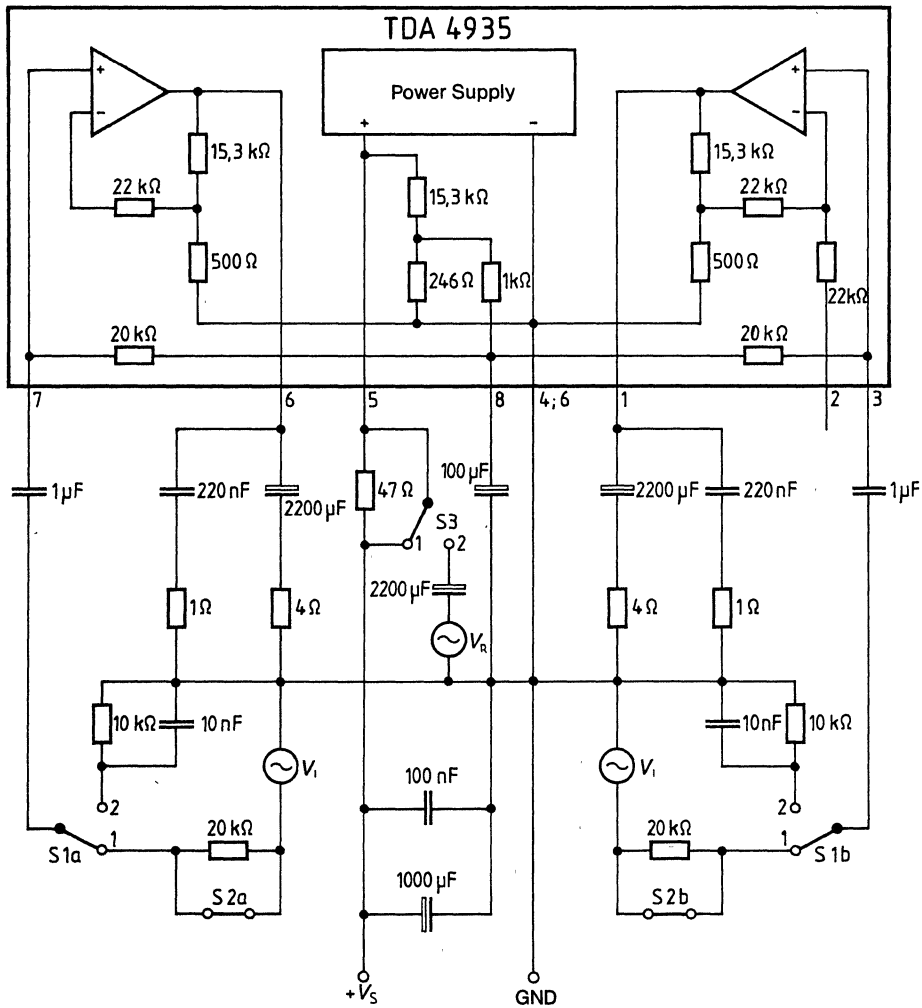 TDA 4935
Power Supply
+ -
+
-
+
-
15,3 kΩ
22 kΩ
500 Ω
15,3 kΩ
246 Ω
1kΩ
15,3 kΩ
22 kΩ
500 Ω
22kΩ
20 kΩ
20 kΩ
7 6 5 8 4;6 1 2 3
1µF
220 nF
2200 µF
47 Ω
100 µF
2200 µF
220 nF
1µF
S3
1 2
2200 µF
1Ω
4 Ω
V_R
4 Ω
1Ω
10 kΩ
10 nF
V_I
V_I
10 nF
10 kΩ
100 nF
2
1
S1a
20 kΩ
20 kΩ
2
1
S1b
S2a
1000 µF
S2b
+V_S
GND